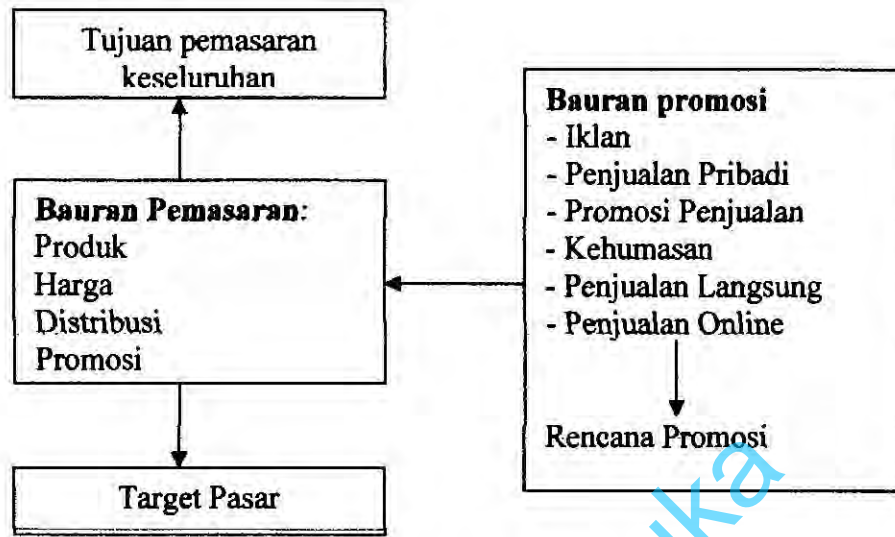 Tujuan pemasaran
keseluruhan
Bauran Pemasaran:
Produk
Harga
Distribusi
Promosi
Target Pasar
Bauran promosi
- Iklan
- Penjualan Pribadi
- Promosi Penjualan
- Kehumasan
- Penjualan Langsung
- Penjualan Online
Rencana Promosi